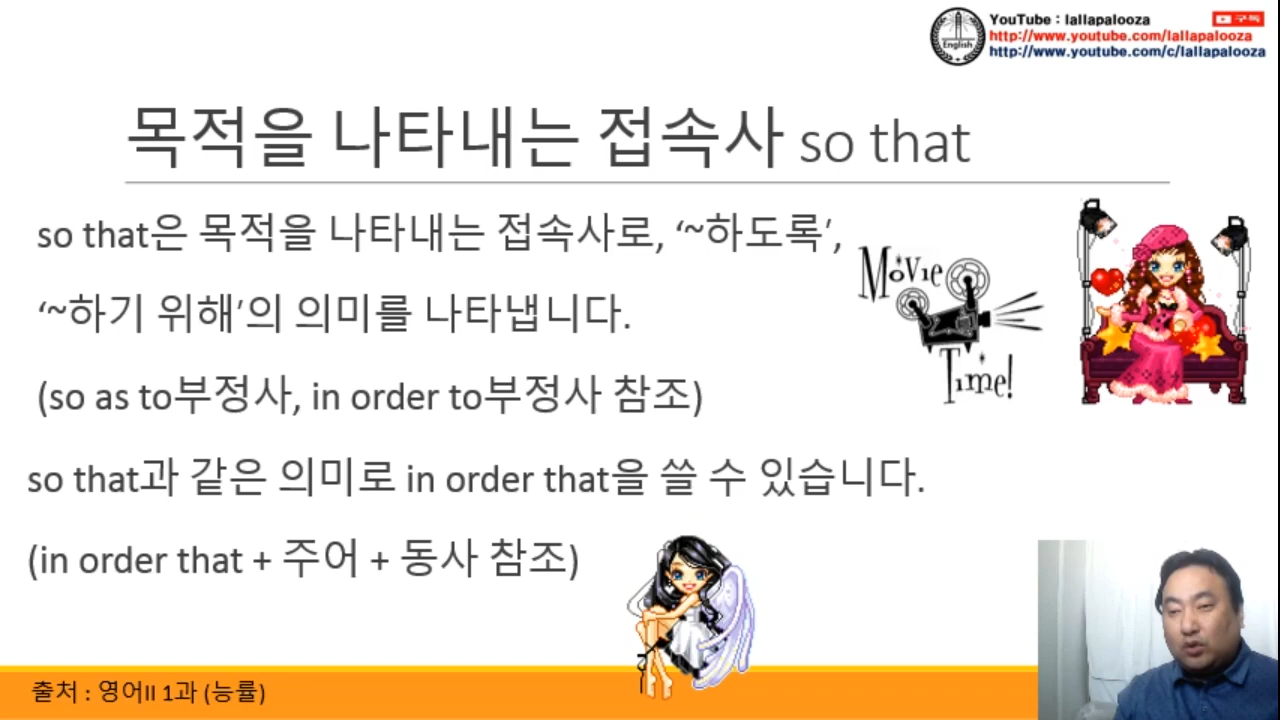 YouTube : lallapalooza
구독
http://www.youtube.com/lallapalooza
http://www.youtube.com/c/lallapalooza
English
목적을 나타내는 접속사 so that
so that은 목적을 나타내는 접속사로, ‘~하도록’,
‘~하기 위해’의 의미를 나타냅니다.
(so as to부정사, in order to부정사 참조)
so that과 같은 의미로 in order that을 쓸 수 있습니다.
(in order that + 주어 + 동사 참조)
Movie
Time!
출처 : 영어II 1과 (능률)